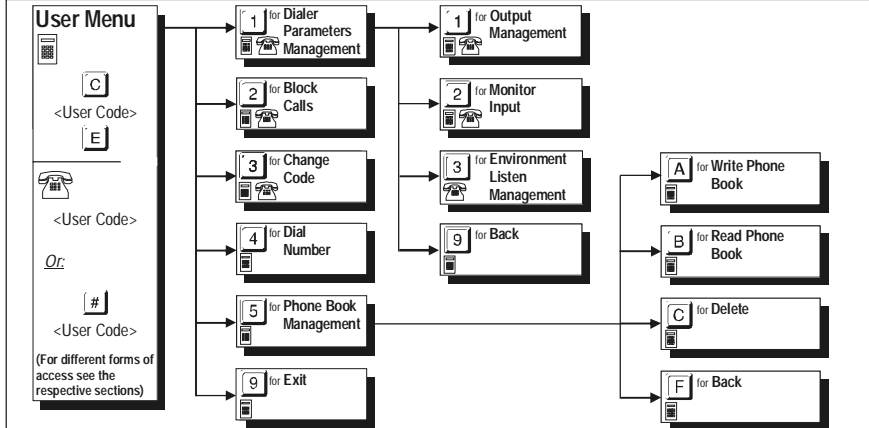 User Menu
C
<User Code>
E
<User Code>
Or:
#
<User Code>
(For different forms of
access see the
respective sections)
1 for Dialer
Parameters
Management
2 for Block
Calls
3 for Change
Code
4 for Dial
Number
5 for Phone Book
Management
9 for Exit
1 for Output
Management
2 for Monitor
Input
3 for Environment
Listen
Management
9 for Back
A for Write Phone
Book
B for Read Phone
Book
C for Delete
F for Back